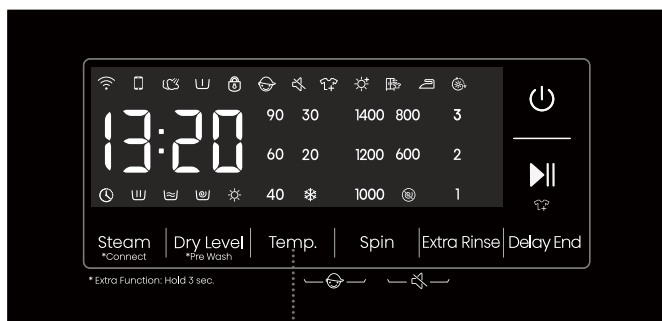 13:20
90 30 1400 800 3
60 20 1200 600 2
40 1000 1
Steam Dry Level Temp. Spin Extra Rinse Delay End
*Connect *Pre Wash
* Extra Function: Hold 3 sec.